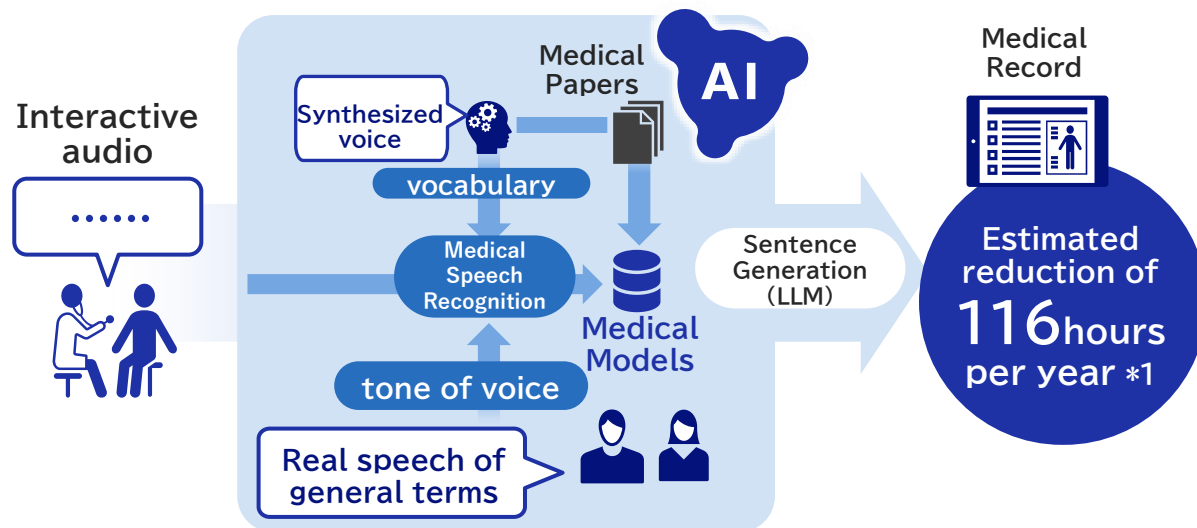 Interactive
audio
......
Synthesized
voice
Medical
Papers
AI
vocabulary
Medical
Speech
Recognition
Medical
Models
tone of voice
Real speech of
general terms
Sentence
Generation
(LLM)
Medical
Record
Estimated
reduction of
116hours
per year *1